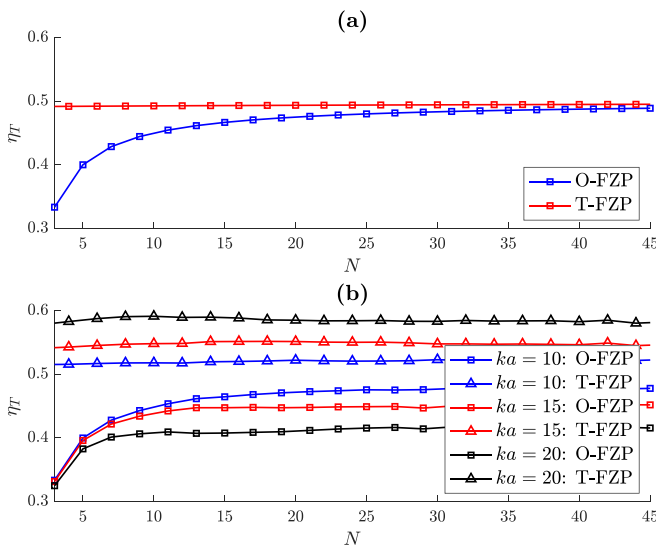 (a)
0.6
0.5
0.4
0.3
η_T
5 10 15 20 25 30 35 40 45
N
O-FZP
T-FZP
(b)
0.6
0.5
0.4
0.3
η_T
5 10 15 20 25 30 35 40 45
N
ka = 10: O-FZP
ka = 10: T-FZP
ka = 15: O-FZP
ka = 15: T-FZP
ka = 20: O-FZP
ka = 20: T-FZP